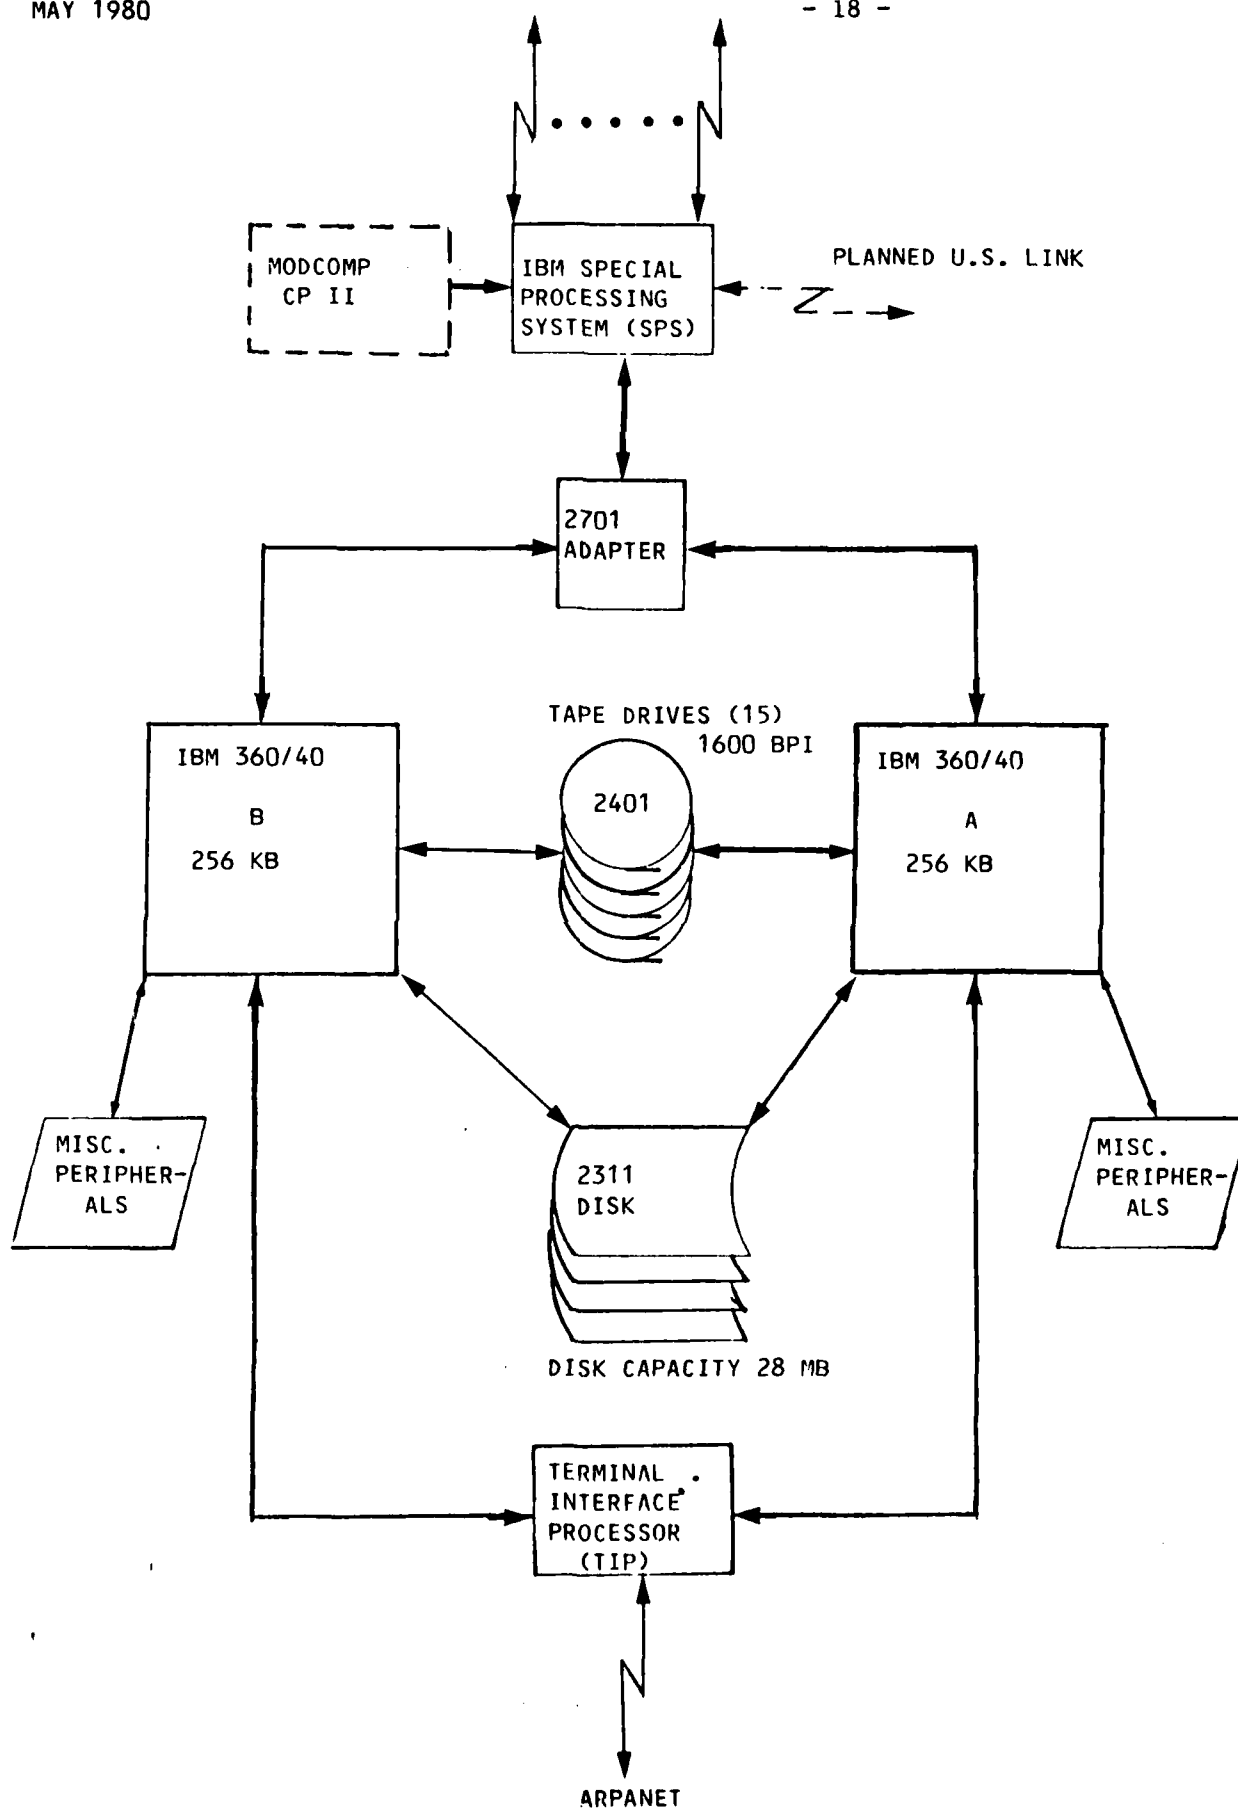 MAY 1980
- 18 -
MODCOMP
CP II
IBM SPECIAL
PROCESSING
SYSTEM (SPS)
PLANNED U.S. LINK
2701
ADAPTER
TAPE DRIVES (15)
1600 BPI
IBM 360/40
B
256 KB
2401
IBM 360/40
A
256 KB
MISC.
PERIPHER-
ALS
2311
DISK
MISC.
PERIPHER-
ALS
DISK CAPACITY 28 MB
TERMINAL
INTERFACE
PROCESSOR
(TIP)
ARPANET